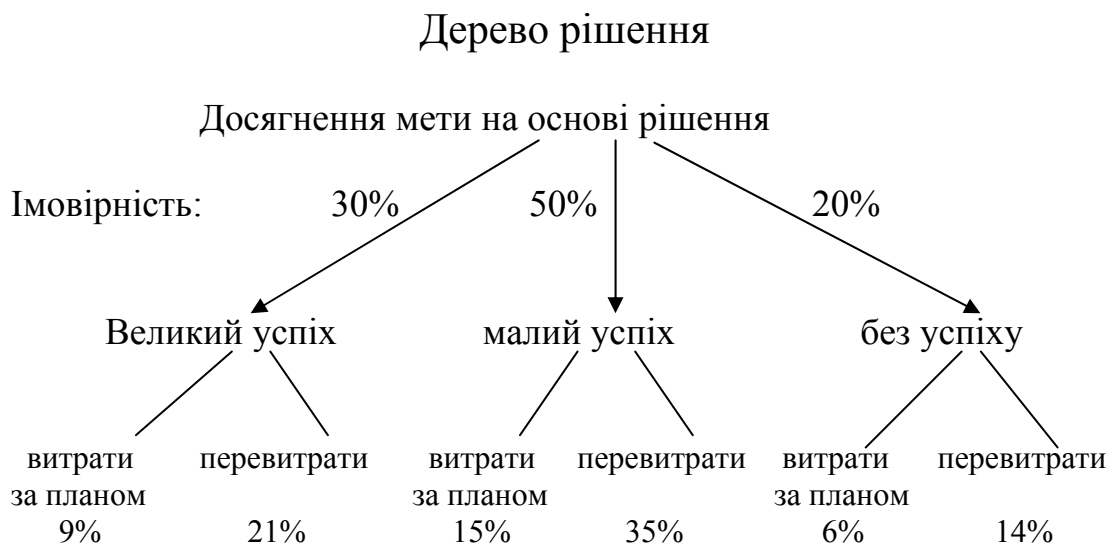 Дерево рішення
Досягнення мети на основі рішення
Імовірність: 30% 50% 20%
Великий успіх малий успіх без успіху
витрати перевитрати витрати перевитрати витрати перевитрати
за планом за планом за планом
9% 21% 15% 35% 6% 14%